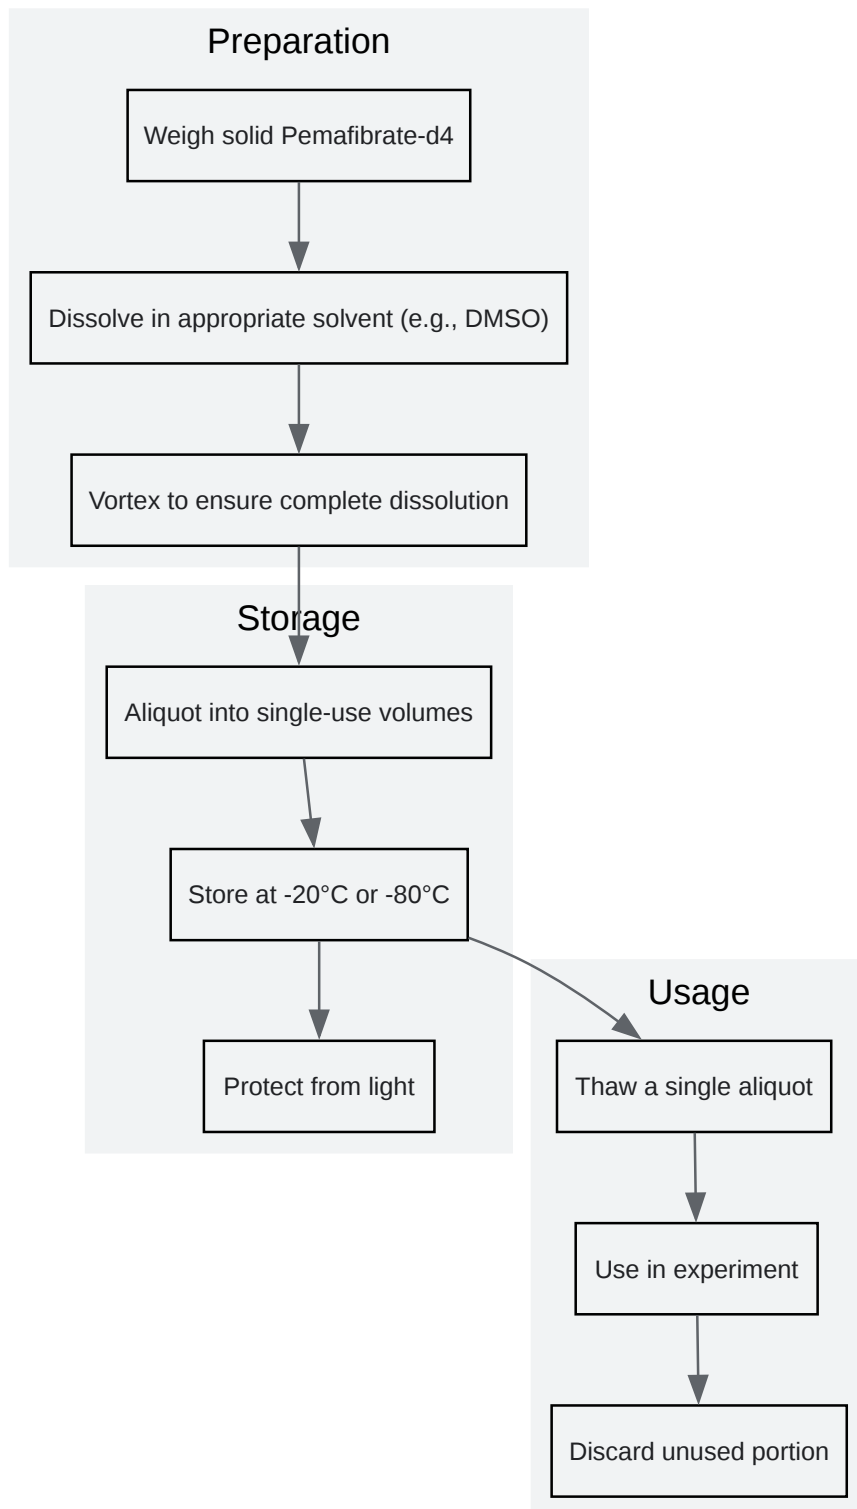 Preparation
Weigh solid Pemafibrate-d4
Dissolve in appropriate solvent (e.g., DMSO)
Vortex to ensure complete dissolution
Storage
Aliquot into single-use volumes
Store at -20°C or -80°C
Protect from light
Usage
Thaw a single aliquot
Use in experiment
Discard unused portion